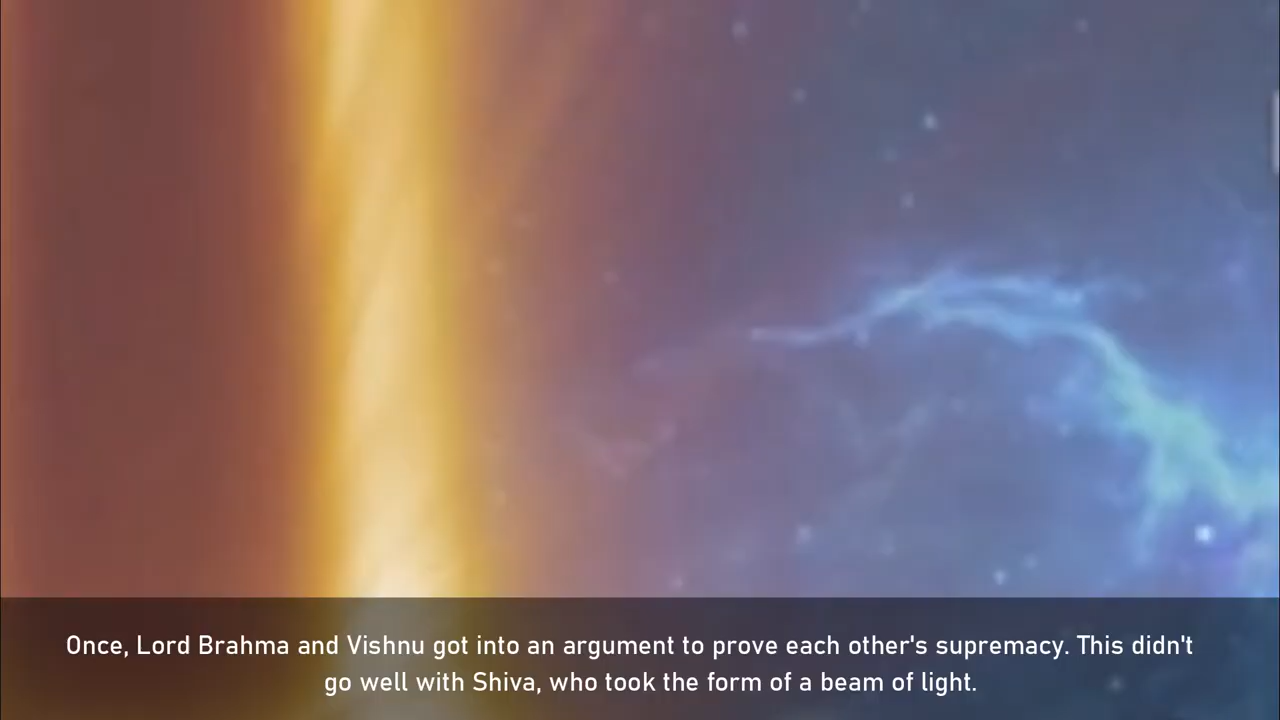 Once, Lord Brahma and Vishnu got into an argument to prove each other's supremacy. This didn't
go well with Shiva, who took the form of a beam of light.